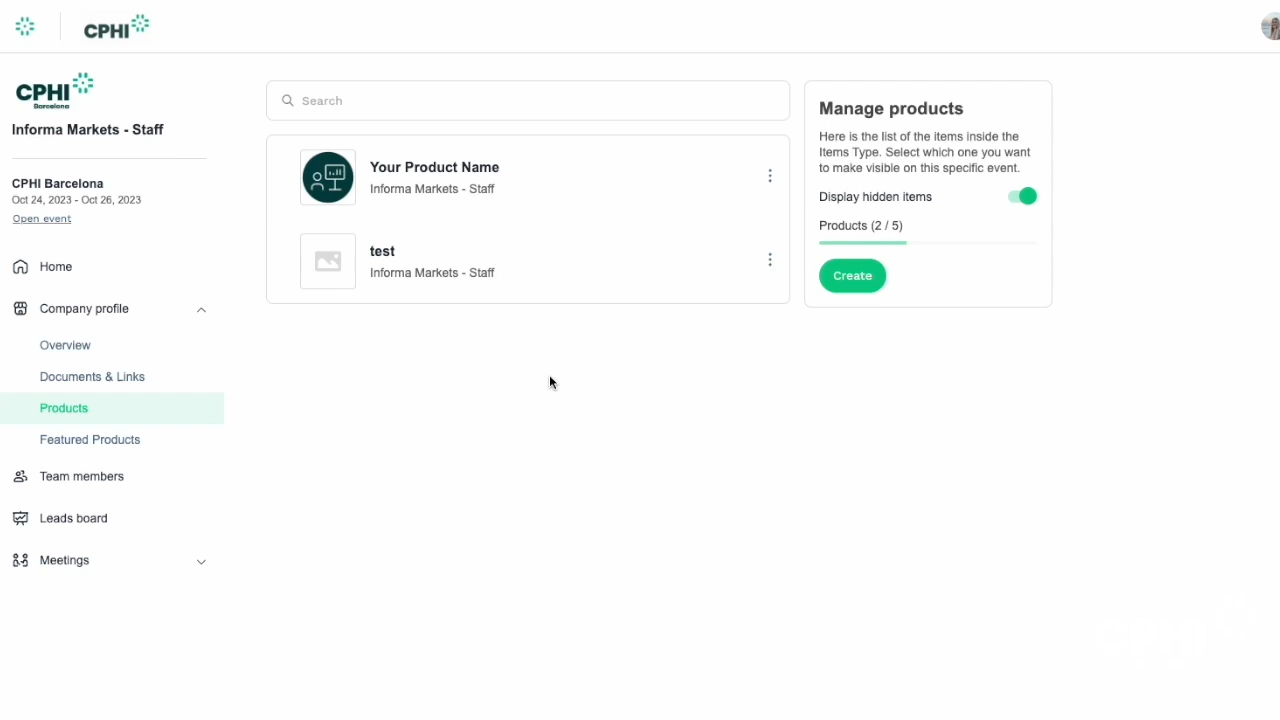 CPHI
CPHI
Barcelona
Informa Markets - Staff
CPHI Barcelona
Oct 24, 2023 - Oct 26, 2023
Open event
Home
Company profile
Overview
Documents & Links
Products
Featured Products
Team members
Leads board
Meetings
Search
Your Product Name
Informa Markets - Staff
test
Informa Markets - Staff
Manage products
Here is the list of the items inside the
Items Type. Select which one you want
to make visible on this specific event.
Display hidden items
Products (2 / 5)
Create